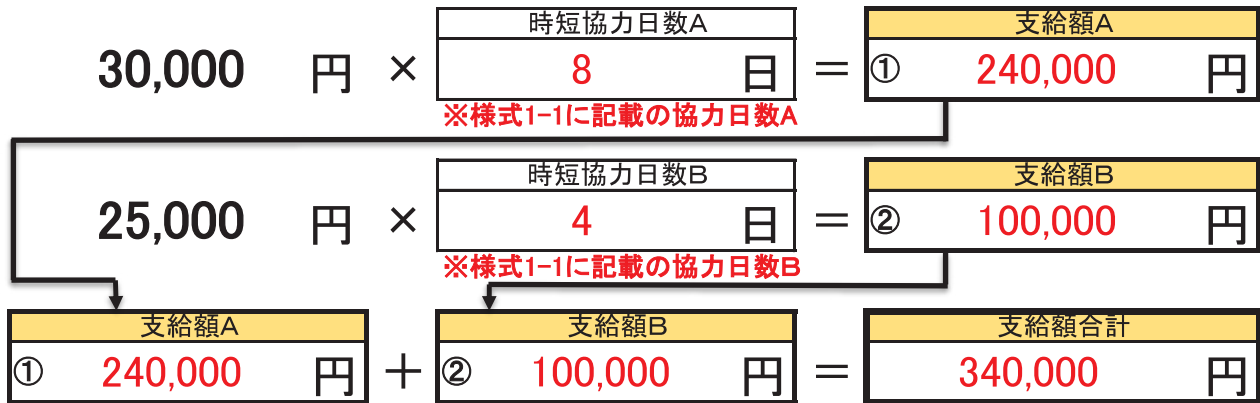 時短協力日数A 支給額A
30,000 円 × 8 日 = ① 240,000 円
※様式1-1に記載の協力日数A
時短協力日数B 支給額B
25,000 円 × 4 日 = ② 100,000 円
※様式1-1に記載の協力日数B
支給額A 支給額B 支給額合計
① 240,000 円 + ② 100,000 円 = 340,000 円